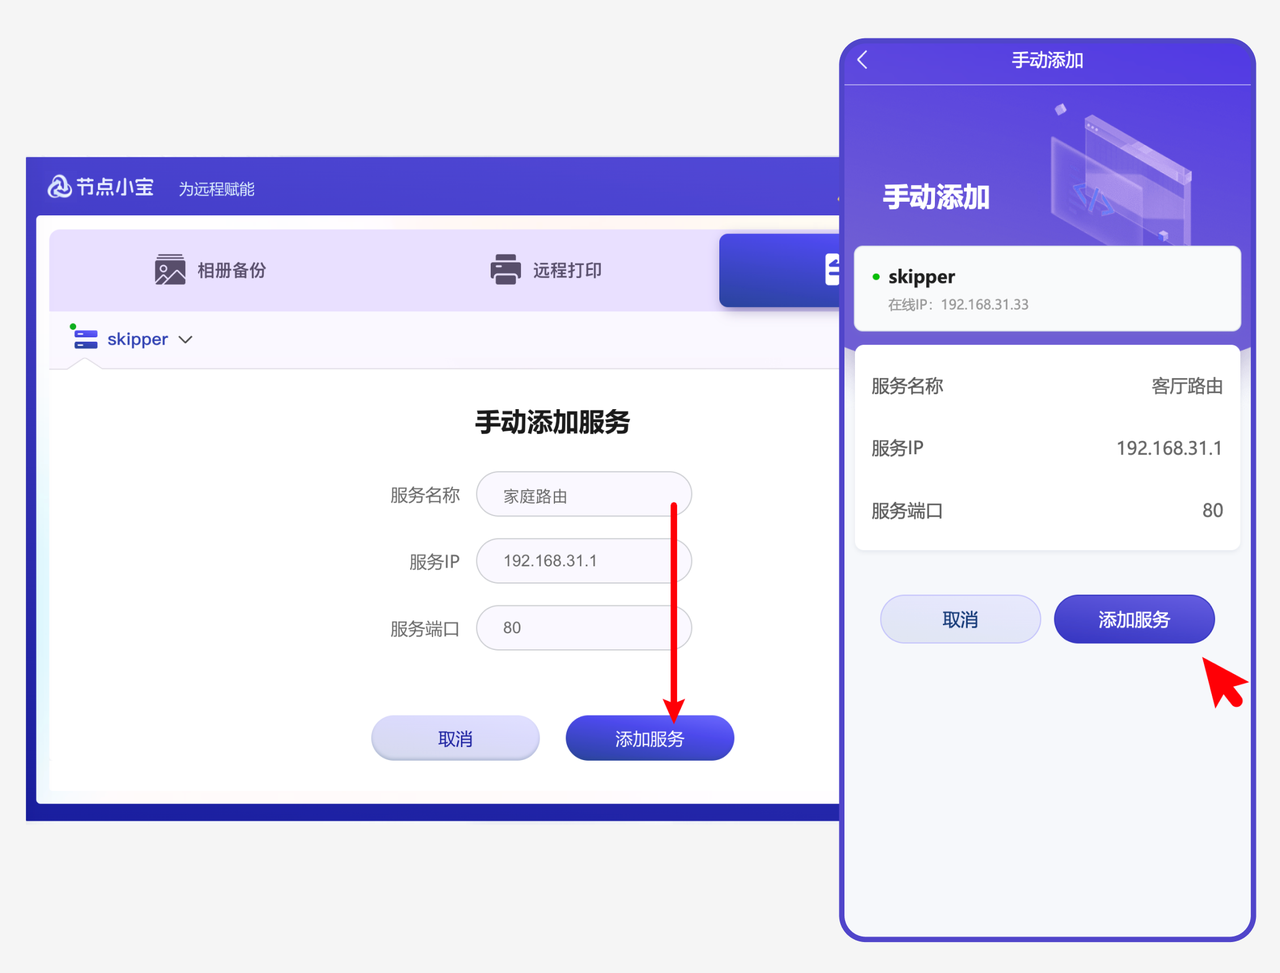 节点小宝 为远程赋能
相册备份
远程打印
skipper
手动添加服务
服务名称 家庭路由
服务IP 192.168.31.1
服务端口 80
取消 添加服务
手动添加
手动添加
</>
skipper
在线IP：192.168.31.33
服务名称 客厅路由
服务IP 192.168.31.1
服务端口 80
取消 添加服务